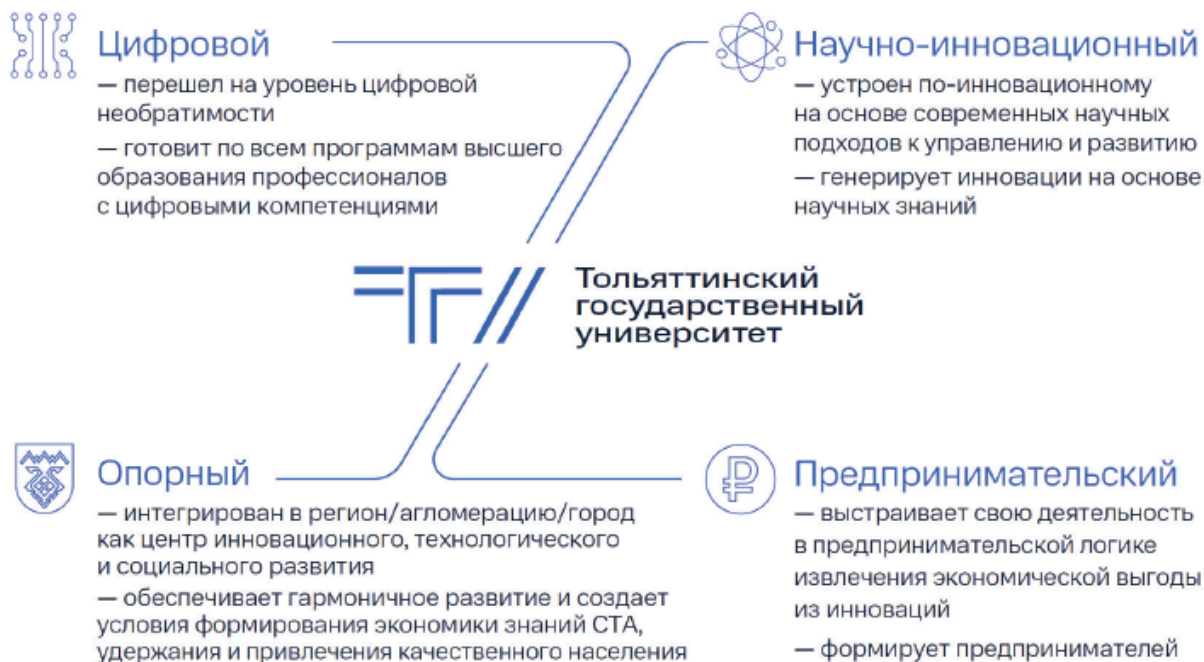 Цифровой
— перешел на уровень цифровой
необратимости
— готовит по всем программам высшего
образования профессионалов
с цифровыми компетенциями
Научно-инновационный
— устроен по-инновационному
на основе современных научных
подходов к управлению и развитию
— генерирует инновации на основе
научных знаний
Тольяттинский
государственный
университет
Опорный
— интегрирован в регион/агломерацию/город
как центр инновационного, технологического
и социального развития
— обеспечивает гармоничное развитие и создает
условия формирования экономики знаний СТА,
удержания и привлечения качественного населения
Предпринимательский
— выстраивает свою деятельность
в предпринимательской логике
извлечения экономической выгоды
из инноваций
— формирует предпринимателей